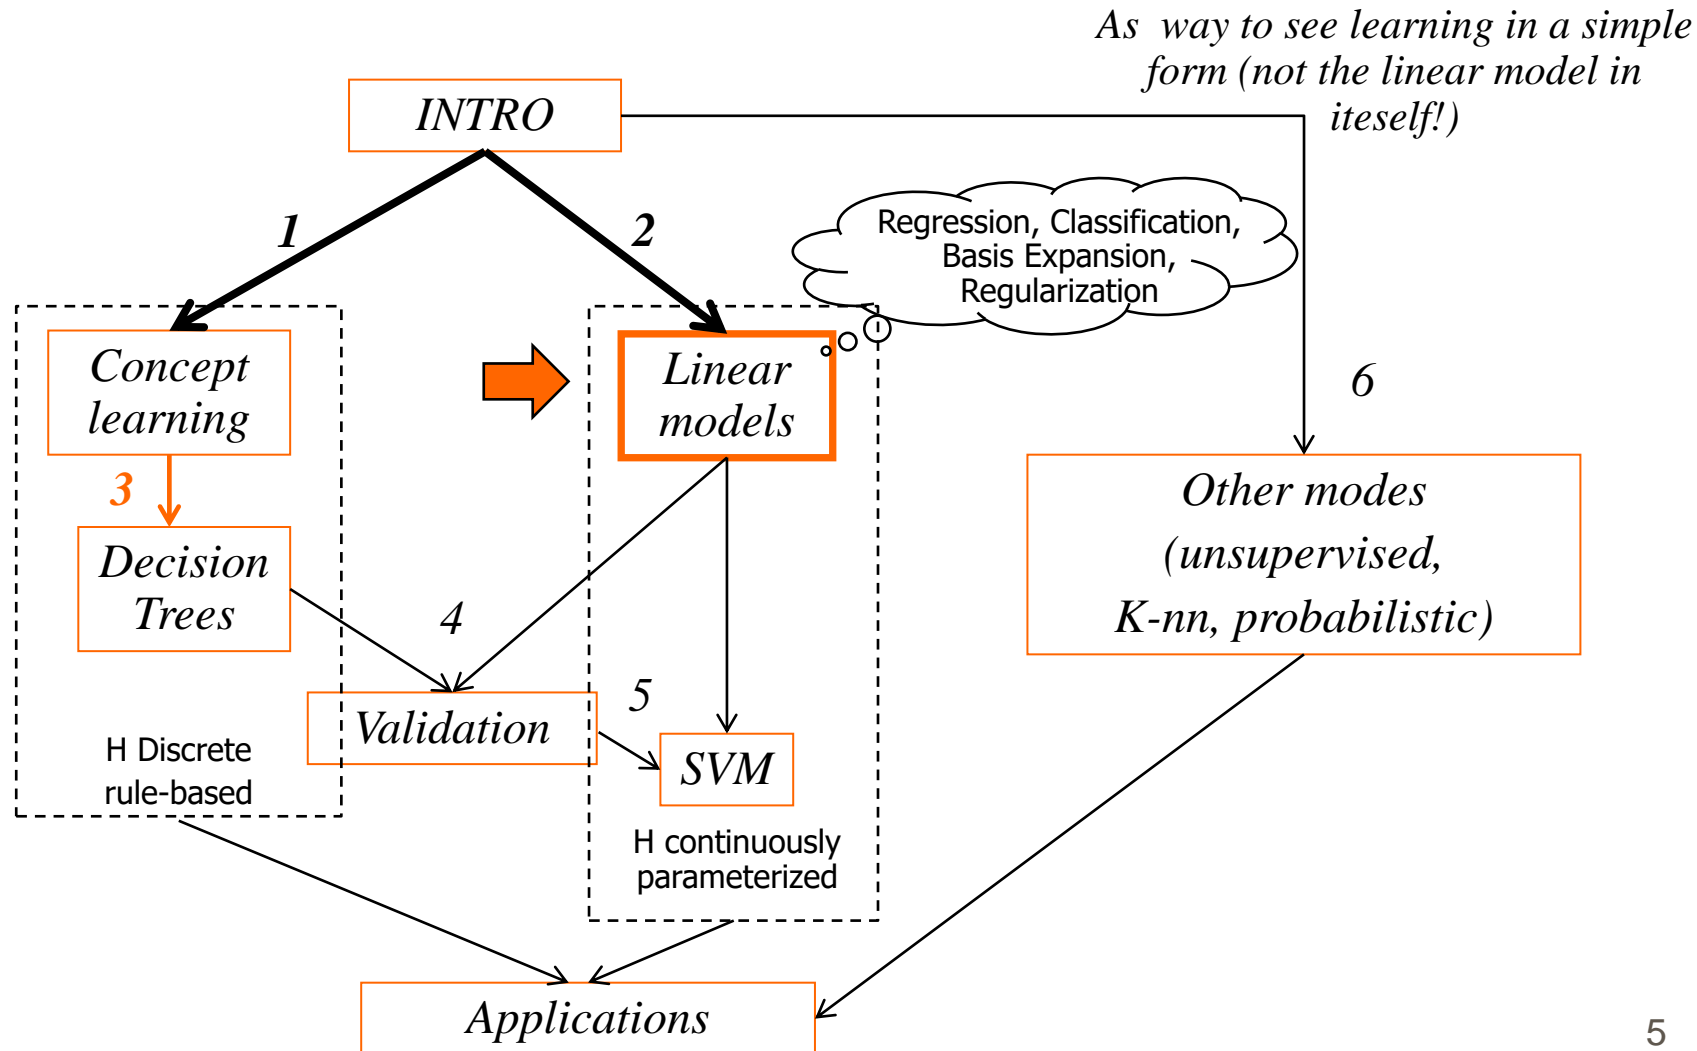 As way to see learning in a simple
form (not the linear model in
iteself!)
INTRO
1
2
Regression, Classification,
Basis Expansion,
Regularization
Concept
learning
Linear
models
6
3
Other modes
(unsupervised,
K-nn, probabilistic)
Decision
Trees
4
5
Validation
SVM
H Discrete
rule-based
H continuously
parameterized
Applications
5